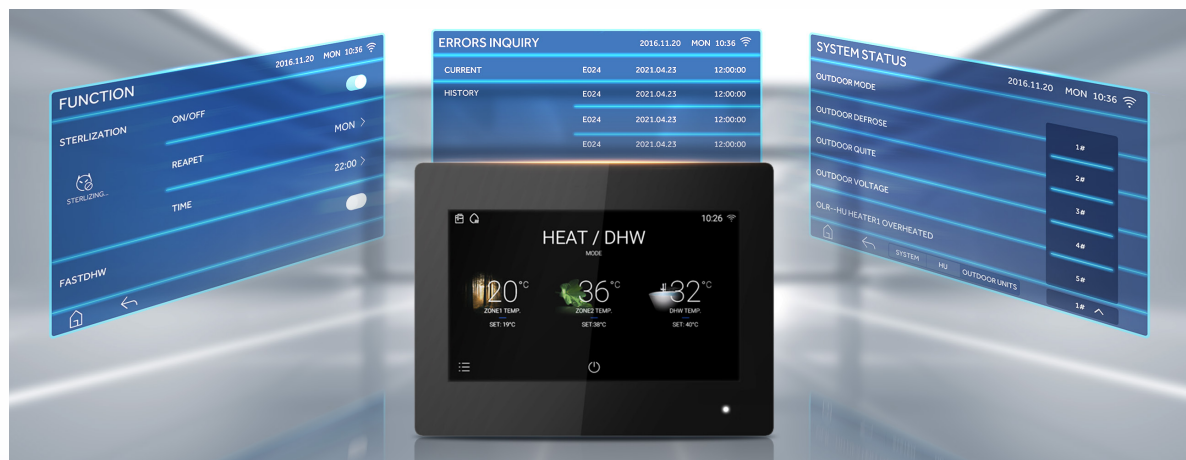 FUNCTION
2016.11.20 MON 10:36
STERLIZATION ON/OFF
REAPET MON >
STERLIZING...
TIME 22:00 >
FASTDHW
ERRORS INQUIRY 2016.11.20 MON 10:36
CURRENT E024 2021.04.23 12:00:00
HISTORY E024 2021.04.23 12:00:00
E024 2021.04.23 12:00:00
E024 2021.04.23 12:00:00
SYSTEM STATUS 2016.11.20 MON 10:36
OUTDOOR MODE
OUTDOOR DEFROSE
OUTDOOR QUITE
OUTDOOR VOLTAGE
OLR---HU HEATER1 OVERHEATED
SYSTEM HU OUTDOOR UNITS
1#
2#
3#
4#
5#
1#
10:26
HEAT / DHW
MODE
20°C 36°C 32°C
ZONE1 TEMP. ZONE2 TEMP. DHW TEMP.
SET: 19°C SET:38°C SET: 40°C